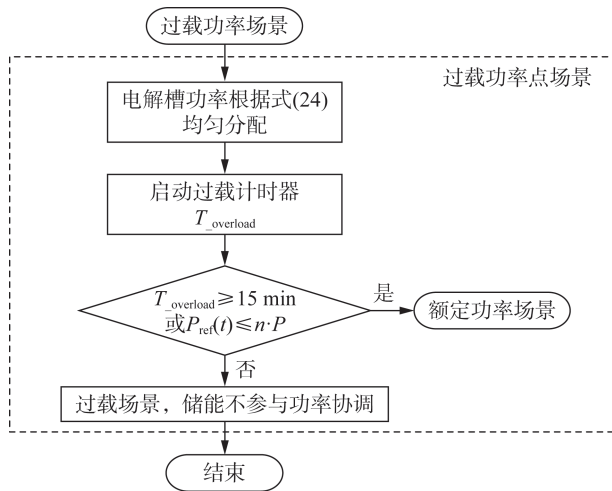 过载功率场景
过载功率点场景
电解槽功率根据式(24)
均匀分配
启动过载计时器
T_overload
T_overload≥15 min
或P_ref(t)≤n·P
是
额定功率场景
否
过载场景，储能不参与功率协调
结束